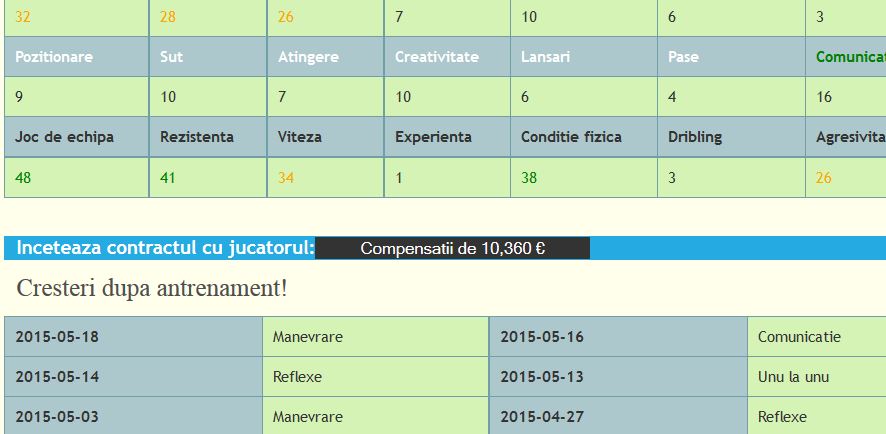 32 28 26 7 10 6 3
Pozitionare Sut Atingere Creativitate Lansari Pase Comunicat
9 10 7 10 6 4 16
Joc de echipa Rezistenta Viteza Experienta Conditie fizica Dribling Agresivita
48 41 34 1 38 3 26
Inceteaza contractul cu jucatorul: Compensatii de 10,360 €
Cresteri dupa antrenament!
2015-05-18 Manevrare 2015-05-16 Comunicatie
2015-05-14 Reflexe 2015-05-13 Unu la unu
2015-05-03 Manevrare 2015-04-27 Reflexe